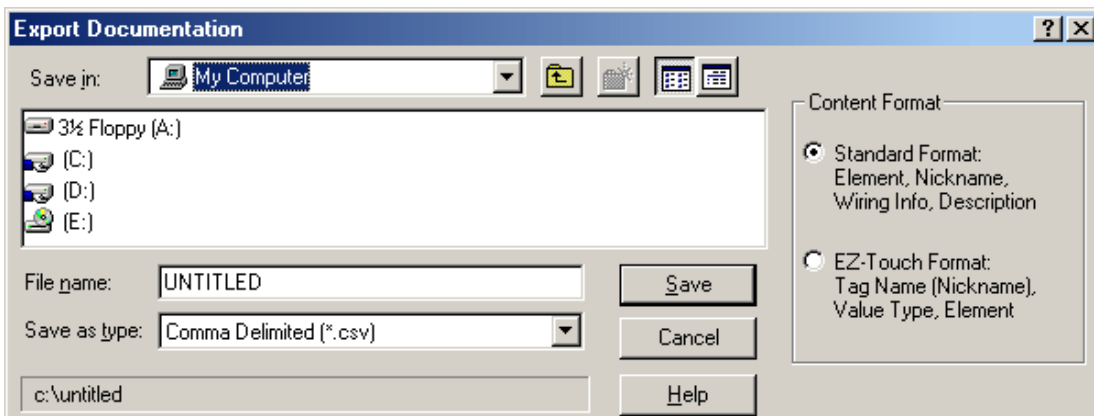 Export Documentation
Save in:
My Computer
3½ Floppy (A:)
(C:)
(D:)
(E:)
File name:
UNTITLED
Save
Save as type:
Comma Delimited (*.csv)
Cancel
c:\untitled
Help
Content Format
Standard Format:
Element, Nickname,
Wiring Info, Description
EZ-Touch Format:
Tag Name (Nickname),
Value Type, Element